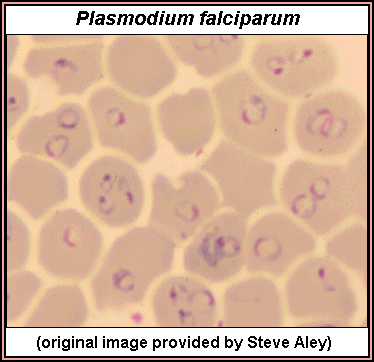 Plasmodium falciparum
(original image provided by Steve Aley)